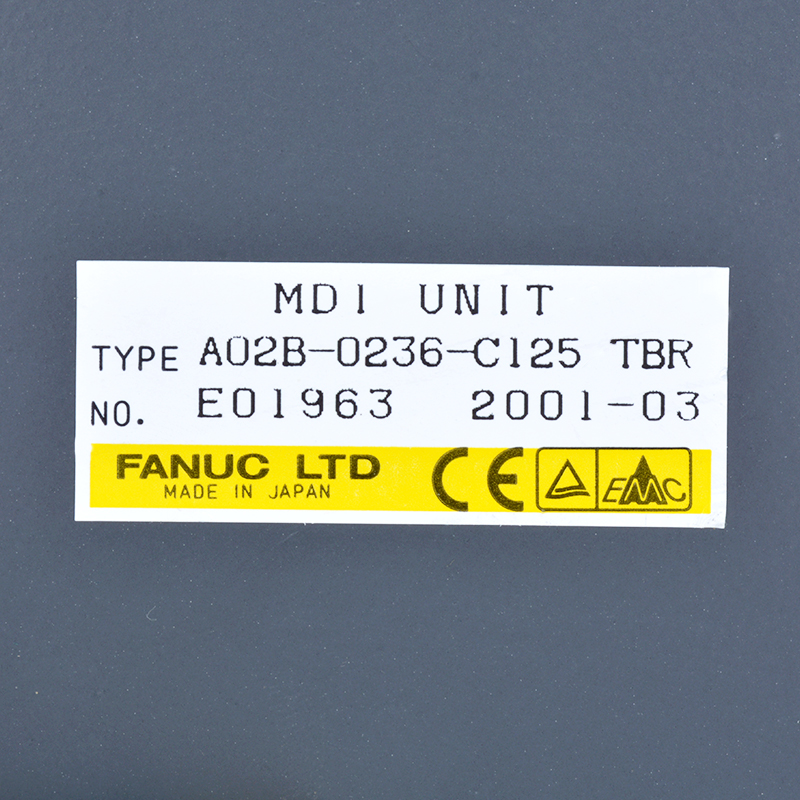 MDI UNIT
TYPE A02B-0236-C125 TBR
NO. E01963 2001-03
FANUC LTD
MADE IN JAPAN
CE
EMC